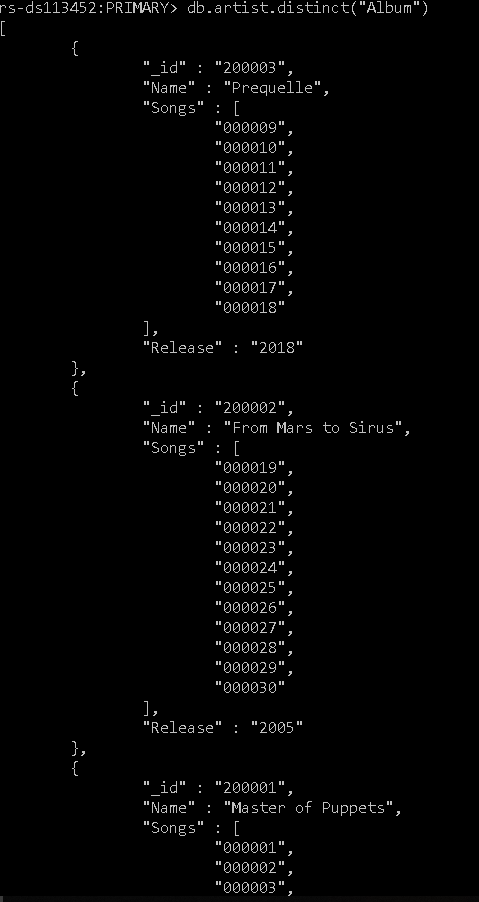 rs-ds113452:PRIMARY> db.artist.distinct("Album")
[
{
"_id" : "200003",
"Name" : "Prequelle",
"Songs" : [
"000009",
"000010",
"000011",
"000012",
"000013",
"000014",
"000015",
"000016",
"000017",
"000018"
],
"Release" : "2018"
},
{
"_id" : "200002",
"Name" : "From Mars to Sirus",
"Songs" : [
"000019",
"000020",
"000021",
"000022",
"000023",
"000024",
"000025",
"000026",
"000027",
"000028",
"000029",
"000030"
],
"Release" : "2005"
},
{
"_id" : "200001",
"Name" : "Master of Puppets",
"Songs" : [
"000001",
"000002",
"000003",